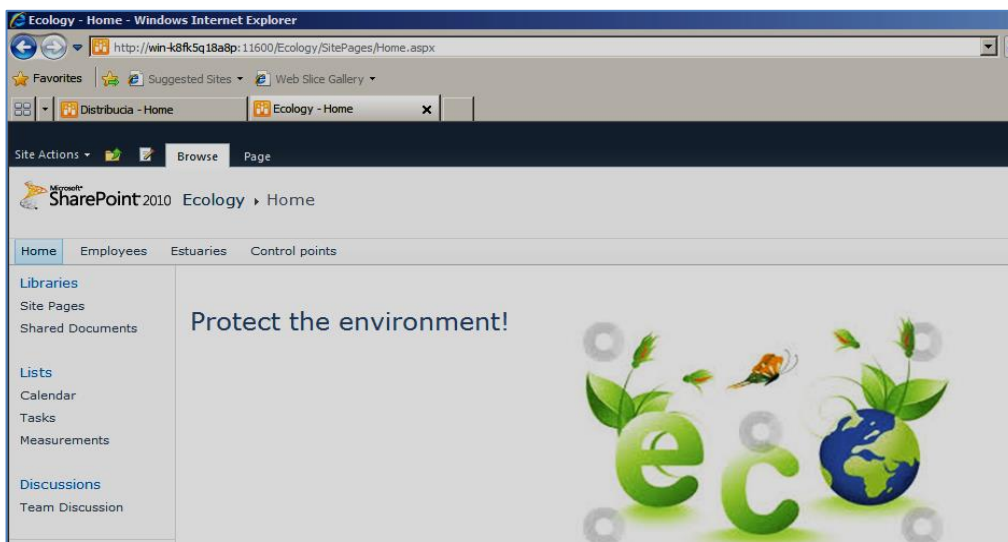 Ecology - Home - Windows Internet Explorer
http://win-k8fk5q18a8p:11600/Ecology/SitePages/Home.aspx
Favorites Suggested Sites Web Slice Gallery
Distribucia - Home Ecology - Home
Site Actions Browse Page
Microsoft SharePoint 2010 Ecology Home
Home Employees Estuaries Control points
Libraries
Site Pages
Shared Documents
Protect the environment!
Lists
Calendar
Tasks
Measurements
Discussions
Team Discussion
eco